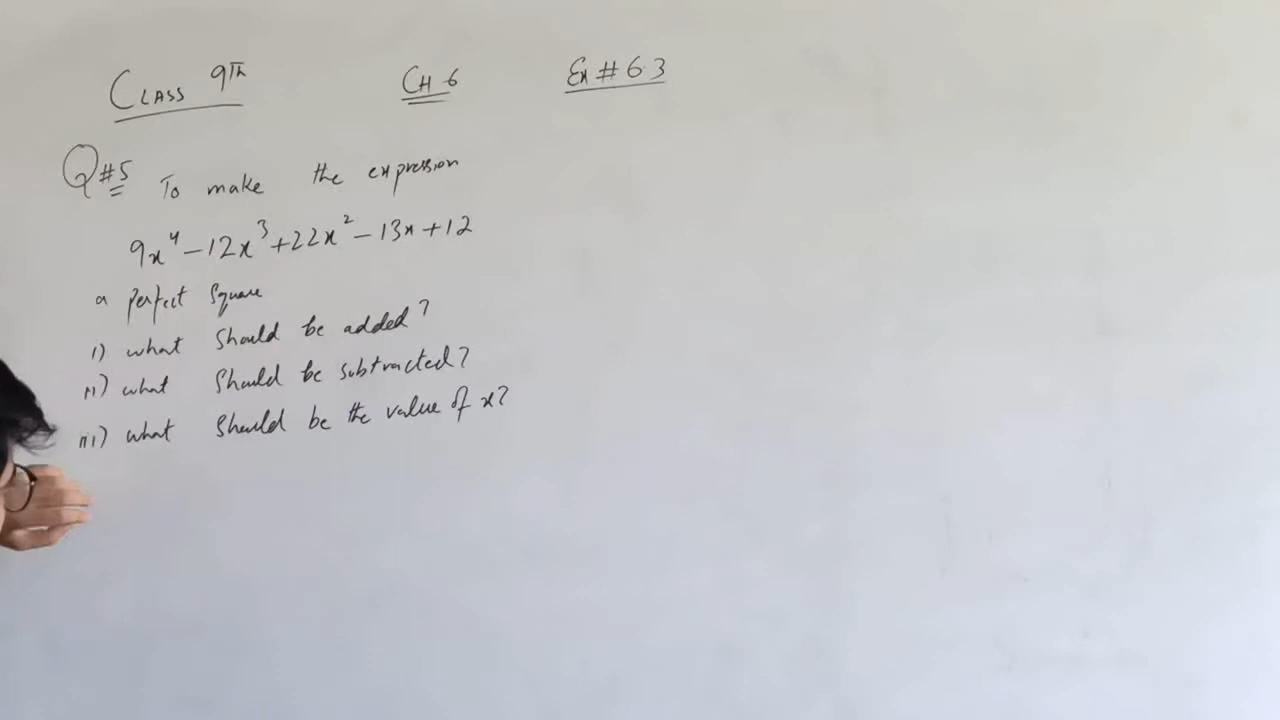 CLASS 9TH CH 6 Ex # 6.3
Q#5 To make the expression
9x⁴ - 12x³ + 22x² - 13x + 12
a perfect square
i) what should be added?
ii) what should be subtracted?
iii) what should be the value of x?